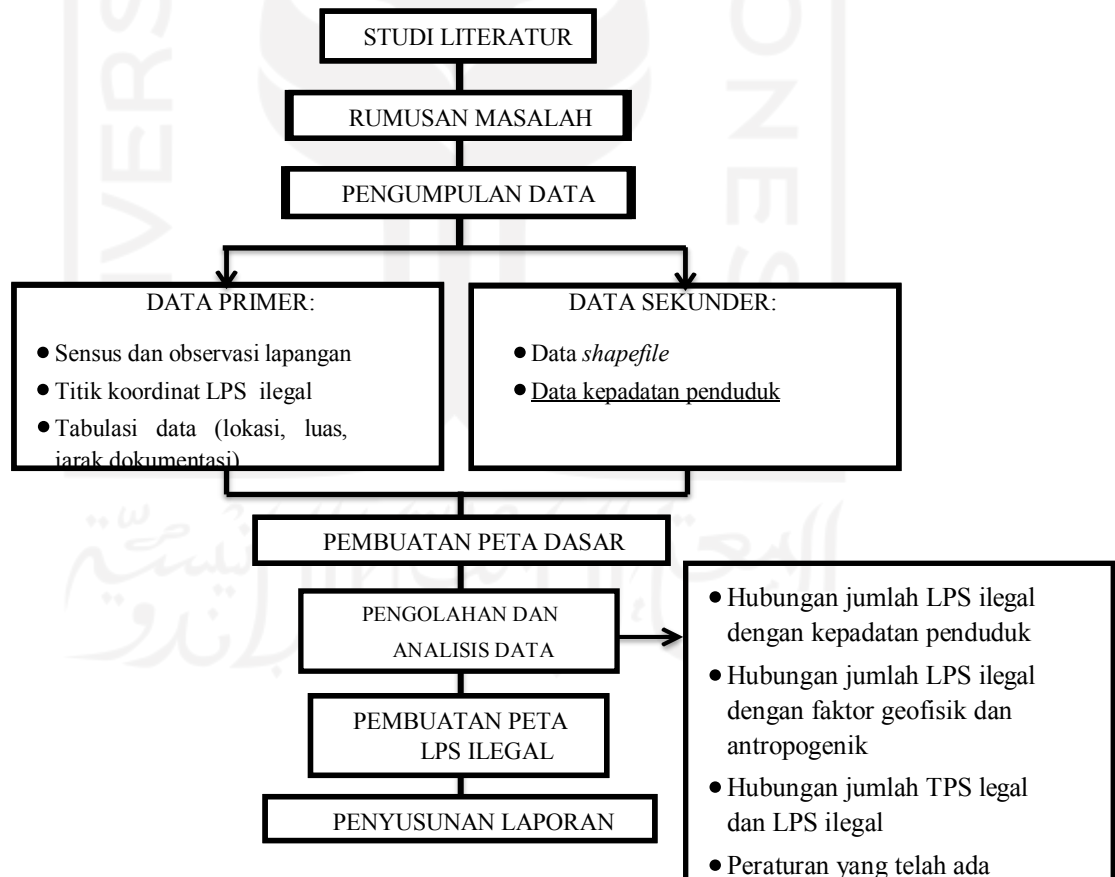 STUDI LITERATUR
RUMUSAN MASALAH
PENGUMPULAN DATA
DATA PRIMER:
• Sensus dan observasi lapangan
• Titik koordinat LPS ilegal
• Tabulasi data (lokasi, luas,
jarak dokumentasi)
DATA SEKUNDER:
• Data shapefile
• Data kepadatan penduduk
PEMBUATAN PETA DASAR
PENGOLAHAN DAN
ANALISIS DATA
• Hubungan jumlah LPS ilegal
dengan kepadatan penduduk
• Hubungan jumlah LPS ilegal
dengan faktor geofisik dan
antropogenik
• Hubungan jumlah TPS legal
dan LPS ilegal
• Peraturan yang telah ada
PEMBUATAN PETA
LPS ILEGAL
PENYUSUNAN LAPORAN